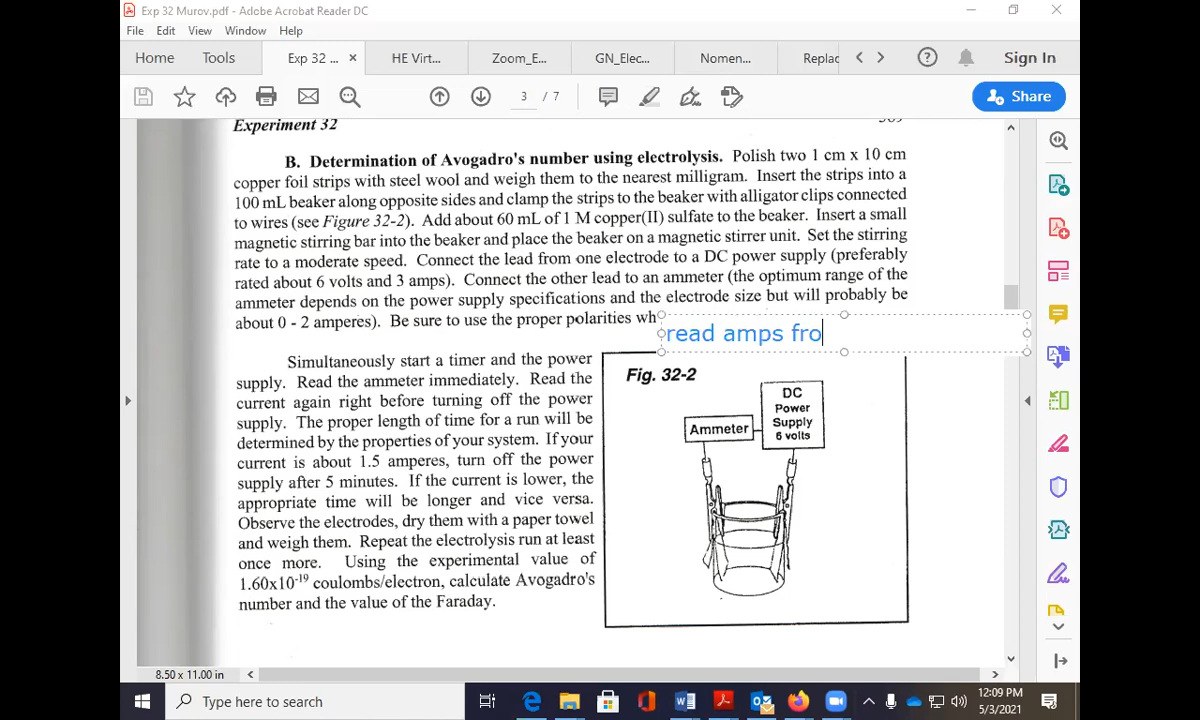 Exp 32 Murov.pdf - Adobe Acrobat Reader DC
File Edit View Window Help
Home Tools Exp 32 ... × HE Virt... Zoom_E... GN_Elec... Nomen... Replac Sign In
3 / 7 Share
Experiment 32
B. Determination of Avogadro's number using electrolysis. Polish two 1 cm x 10 cm
copper foil strips with steel wool and weigh them to the nearest milligram. Insert the strips into a
100 mL beaker along opposite sides and clamp the strips to the beaker with alligator clips connected
to wires (see Figure 32-2). Add about 60 mL of 1 M copper(II) sulfate to the beaker. Insert a small
magnetic stirring bar into the beaker and place the beaker on a magnetic stirrer unit. Set the stirring
rate to a moderate speed. Connect the lead from one electrode to a DC power supply (preferably
rated about 6 volts and 3 amps). Connect the other lead to an ammeter (the optimum range of the
ammeter depends on the power supply specifications and the electrode size but will probably be
about 0 - 2 amperes). Be sure to use the proper polarities wh
read amps fro
Simultaneously start a timer and the power
supply. Read the ammeter immediately. Read the
current again right before turning off the power
supply. The proper length of time for a run will be
determined by the properties of your system. If your
current is about 1.5 amperes, turn off the power
supply after 5 minutes. If the current is lower, the
appropriate time will be longer and vice versa.
Observe the electrodes, dry them with a paper towel
and weigh them. Repeat the electrolysis run at least
once more. Using the experimental value of
1.60x10⁻¹⁹ coulombs/electron, calculate Avogadro's
number and the value of the Faraday.
Fig. 32-2
Ammeter
DC
Power
Supply
6 volts
8.50 x 11.00 in
Type here to search
12:09 PM
5/3/2021